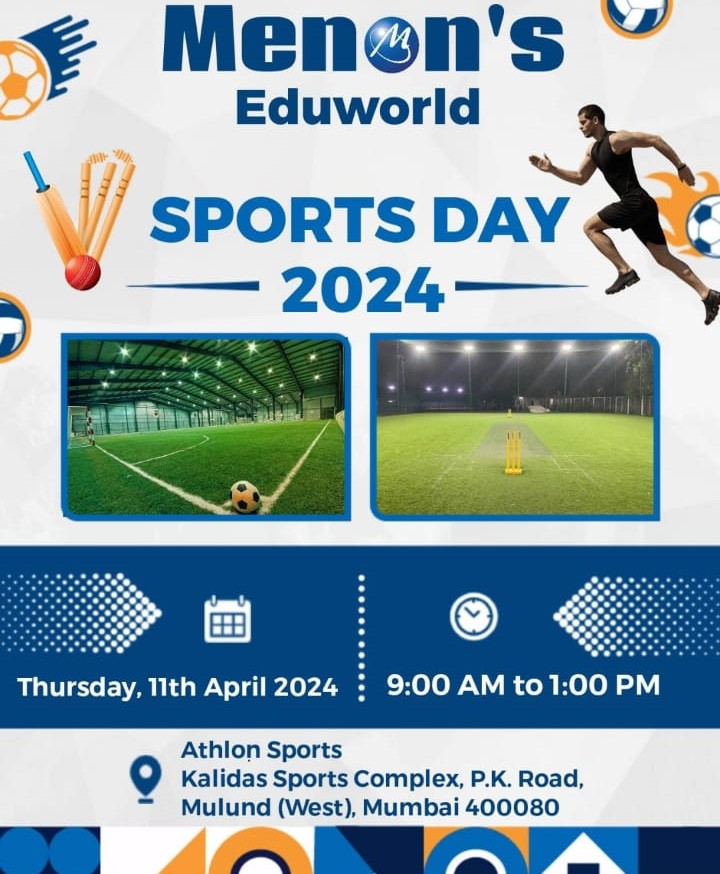 Menon's
Eduworld
SPORTS DAY
2024
Thursday, 11th April 2024
9:00 AM to 1:00 PM
Athlon Sports
Kalidas Sports Complex, P.K. Road,
Mulund (West), Mumbai 400080